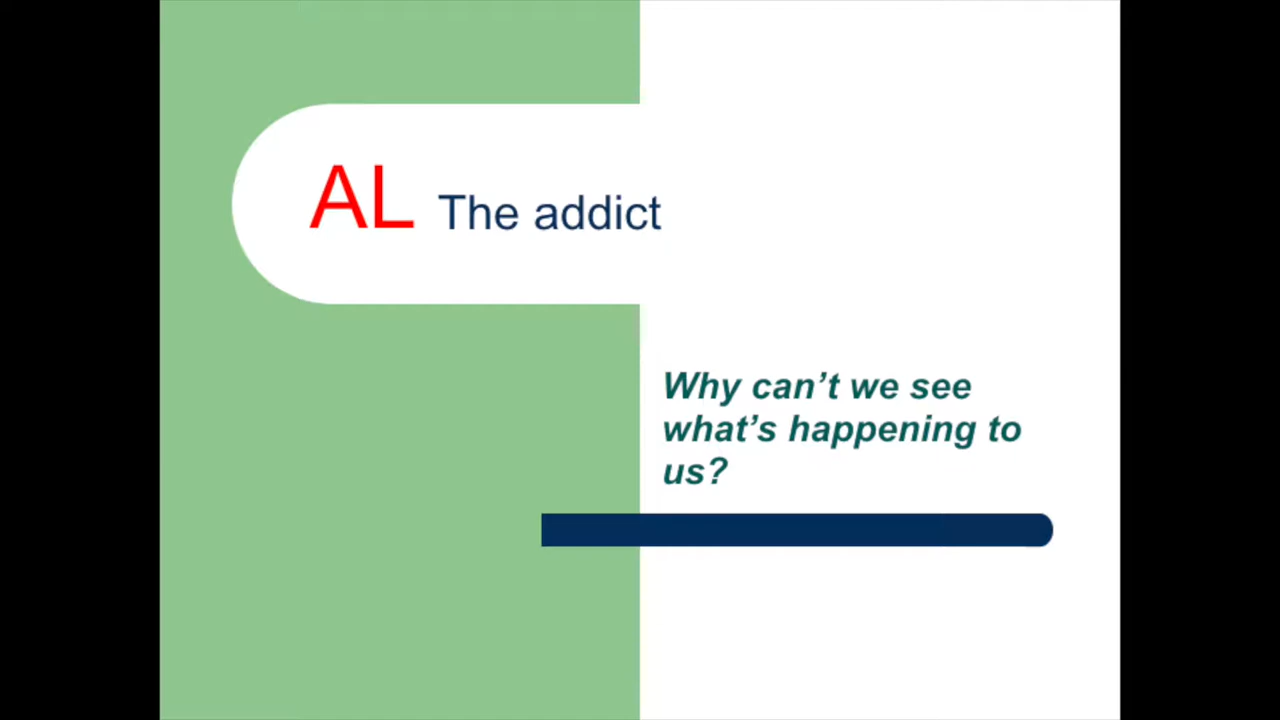 AL The addict
Why can’t we see
what’s happening to
us?